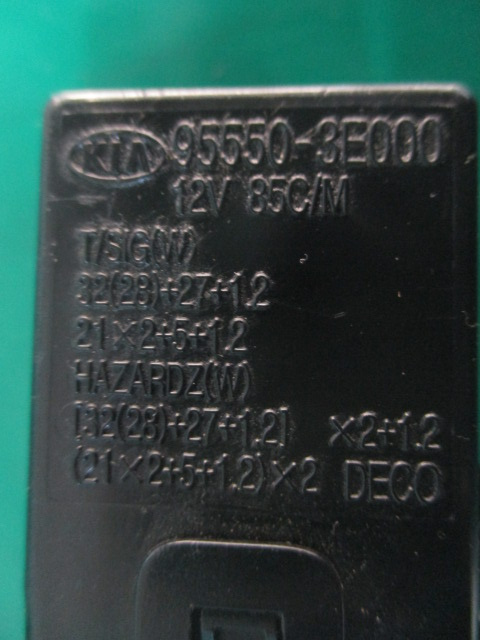 KIA 95550-3E000
12V 85C/M
T/SIG(W)
32(28)+27+1.2
21×2+5+1.2
HAZARDZ(W)
[32(28)+27+1.2] ×2+1.2
(21×2+5+1.2)×2 DECO